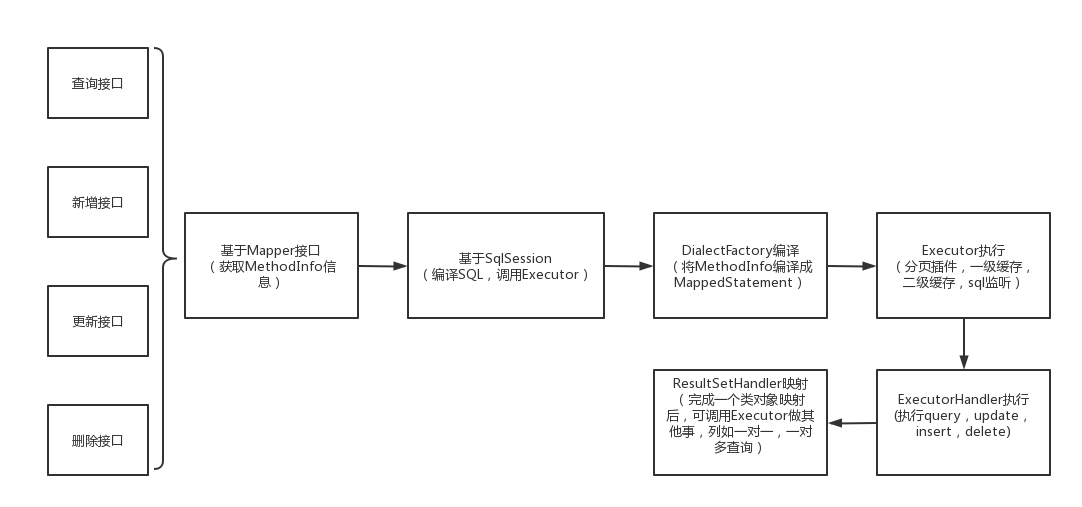 查询接口
新增接口
更新接口
删除接口
基于Mapper接口
（获取MethodInfo信
息）
基于SqlSession
（编译SQL，调用Executor）
DialectFactory编译
（将MethodInfo编译成
MappedStatement）
Executor执行
（分页插件，一级缓存，
二级缓存，sql监听）
ExecutorHandler执行
(执行query，update，
insert，delete)
ResultSetHandler映射
（完成一个类对象映射
后，可调用Executor做其
他事，列如一对一，一对
多查询）